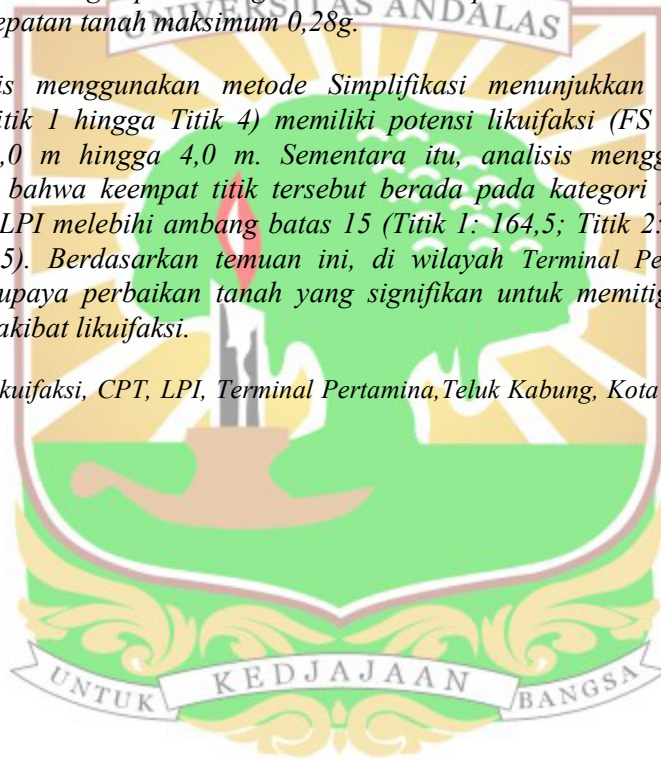 UNIVERSITAS ANDALAS
epatan tanah maksimum 0,28g.
is menggunakan metode Simplifikasi menunjukkan
itik 1 hingga Titik 4) memiliki potensi likuifaksi (FS
,0 m hingga 4,0 m. Sementara itu, analisis mengg
bahwa keempat titik tersebut berada pada kategori
LPI melebihi ambang batas 15 (Titik 1: 164,5; Titik 2:
5). Berdasarkan temuan ini, di wilayah Terminal Pe
upaya perbaikan tanah yang signifikan untuk memitig
akibat likuifaksi.
kuifaksi, CPT, LPI, Terminal Pertamina,Teluk Kabung, Kota
UNTUK KEDJAJAAN BANGSA